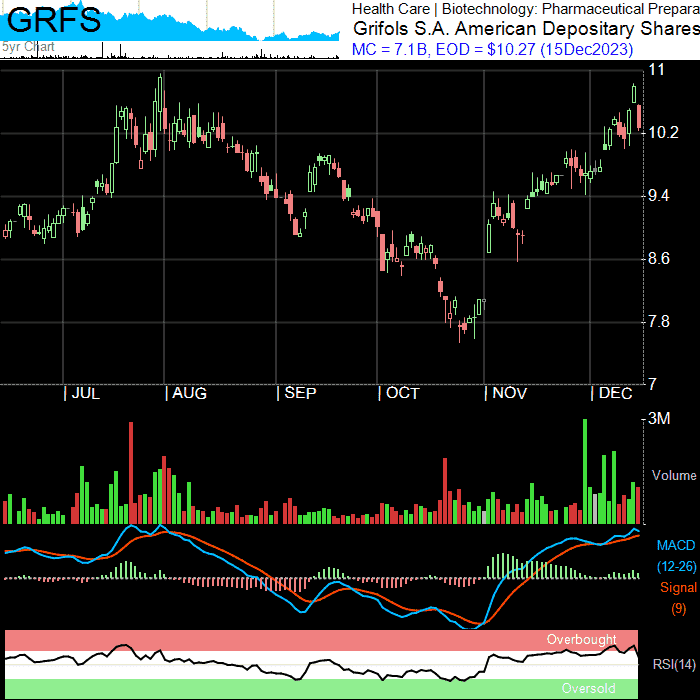 GRFS
5yr Chart
Health Care | Biotechnology: Pharmaceutical Prepara
Grifols S.A. American Depositary Shares
MC = 7.1B, EOD = $10.27 (15Dec2023)
11
10.2
9.4
8.6
7.8
7
| JUL | AUG | SEP | OCT | NOV | DEC
3M
Volume
MACD
(12-26)
Signal
(9)
Overbought
RSI(14)
Oversold